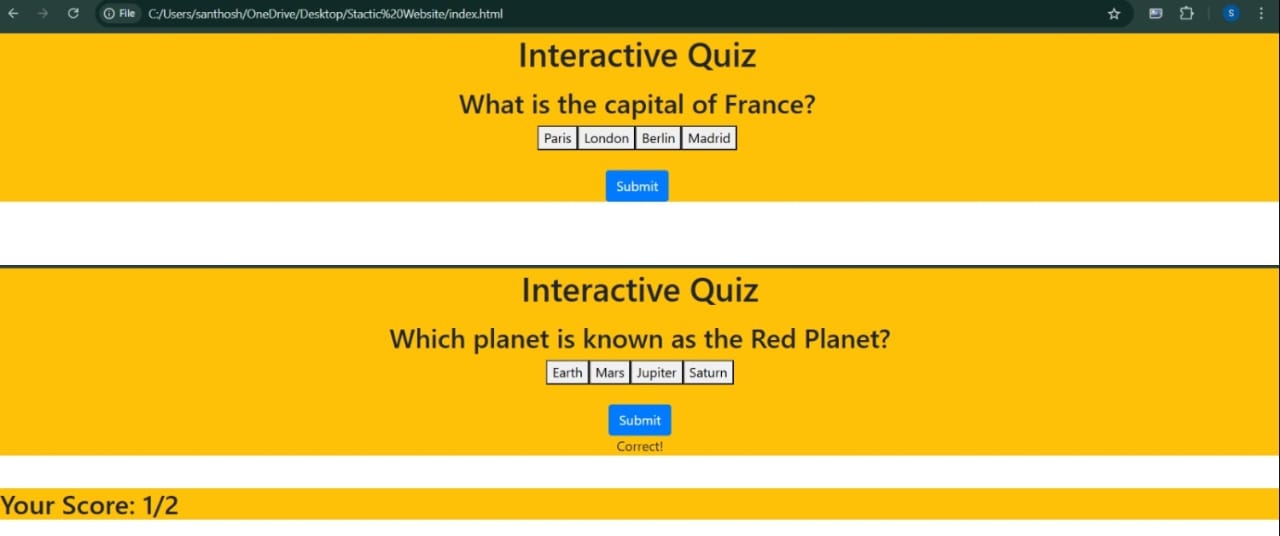 File C:/Users/santhosh/OneDrive/Desktop/Stactic%20Website/index.html S
Interactive Quiz
What is the capital of France?
Paris London Berlin Madrid
Submit
Interactive Quiz
Which planet is known as the Red Planet?
Earth Mars Jupiter Saturn
Submit
Correct!
Your Score: 1/2